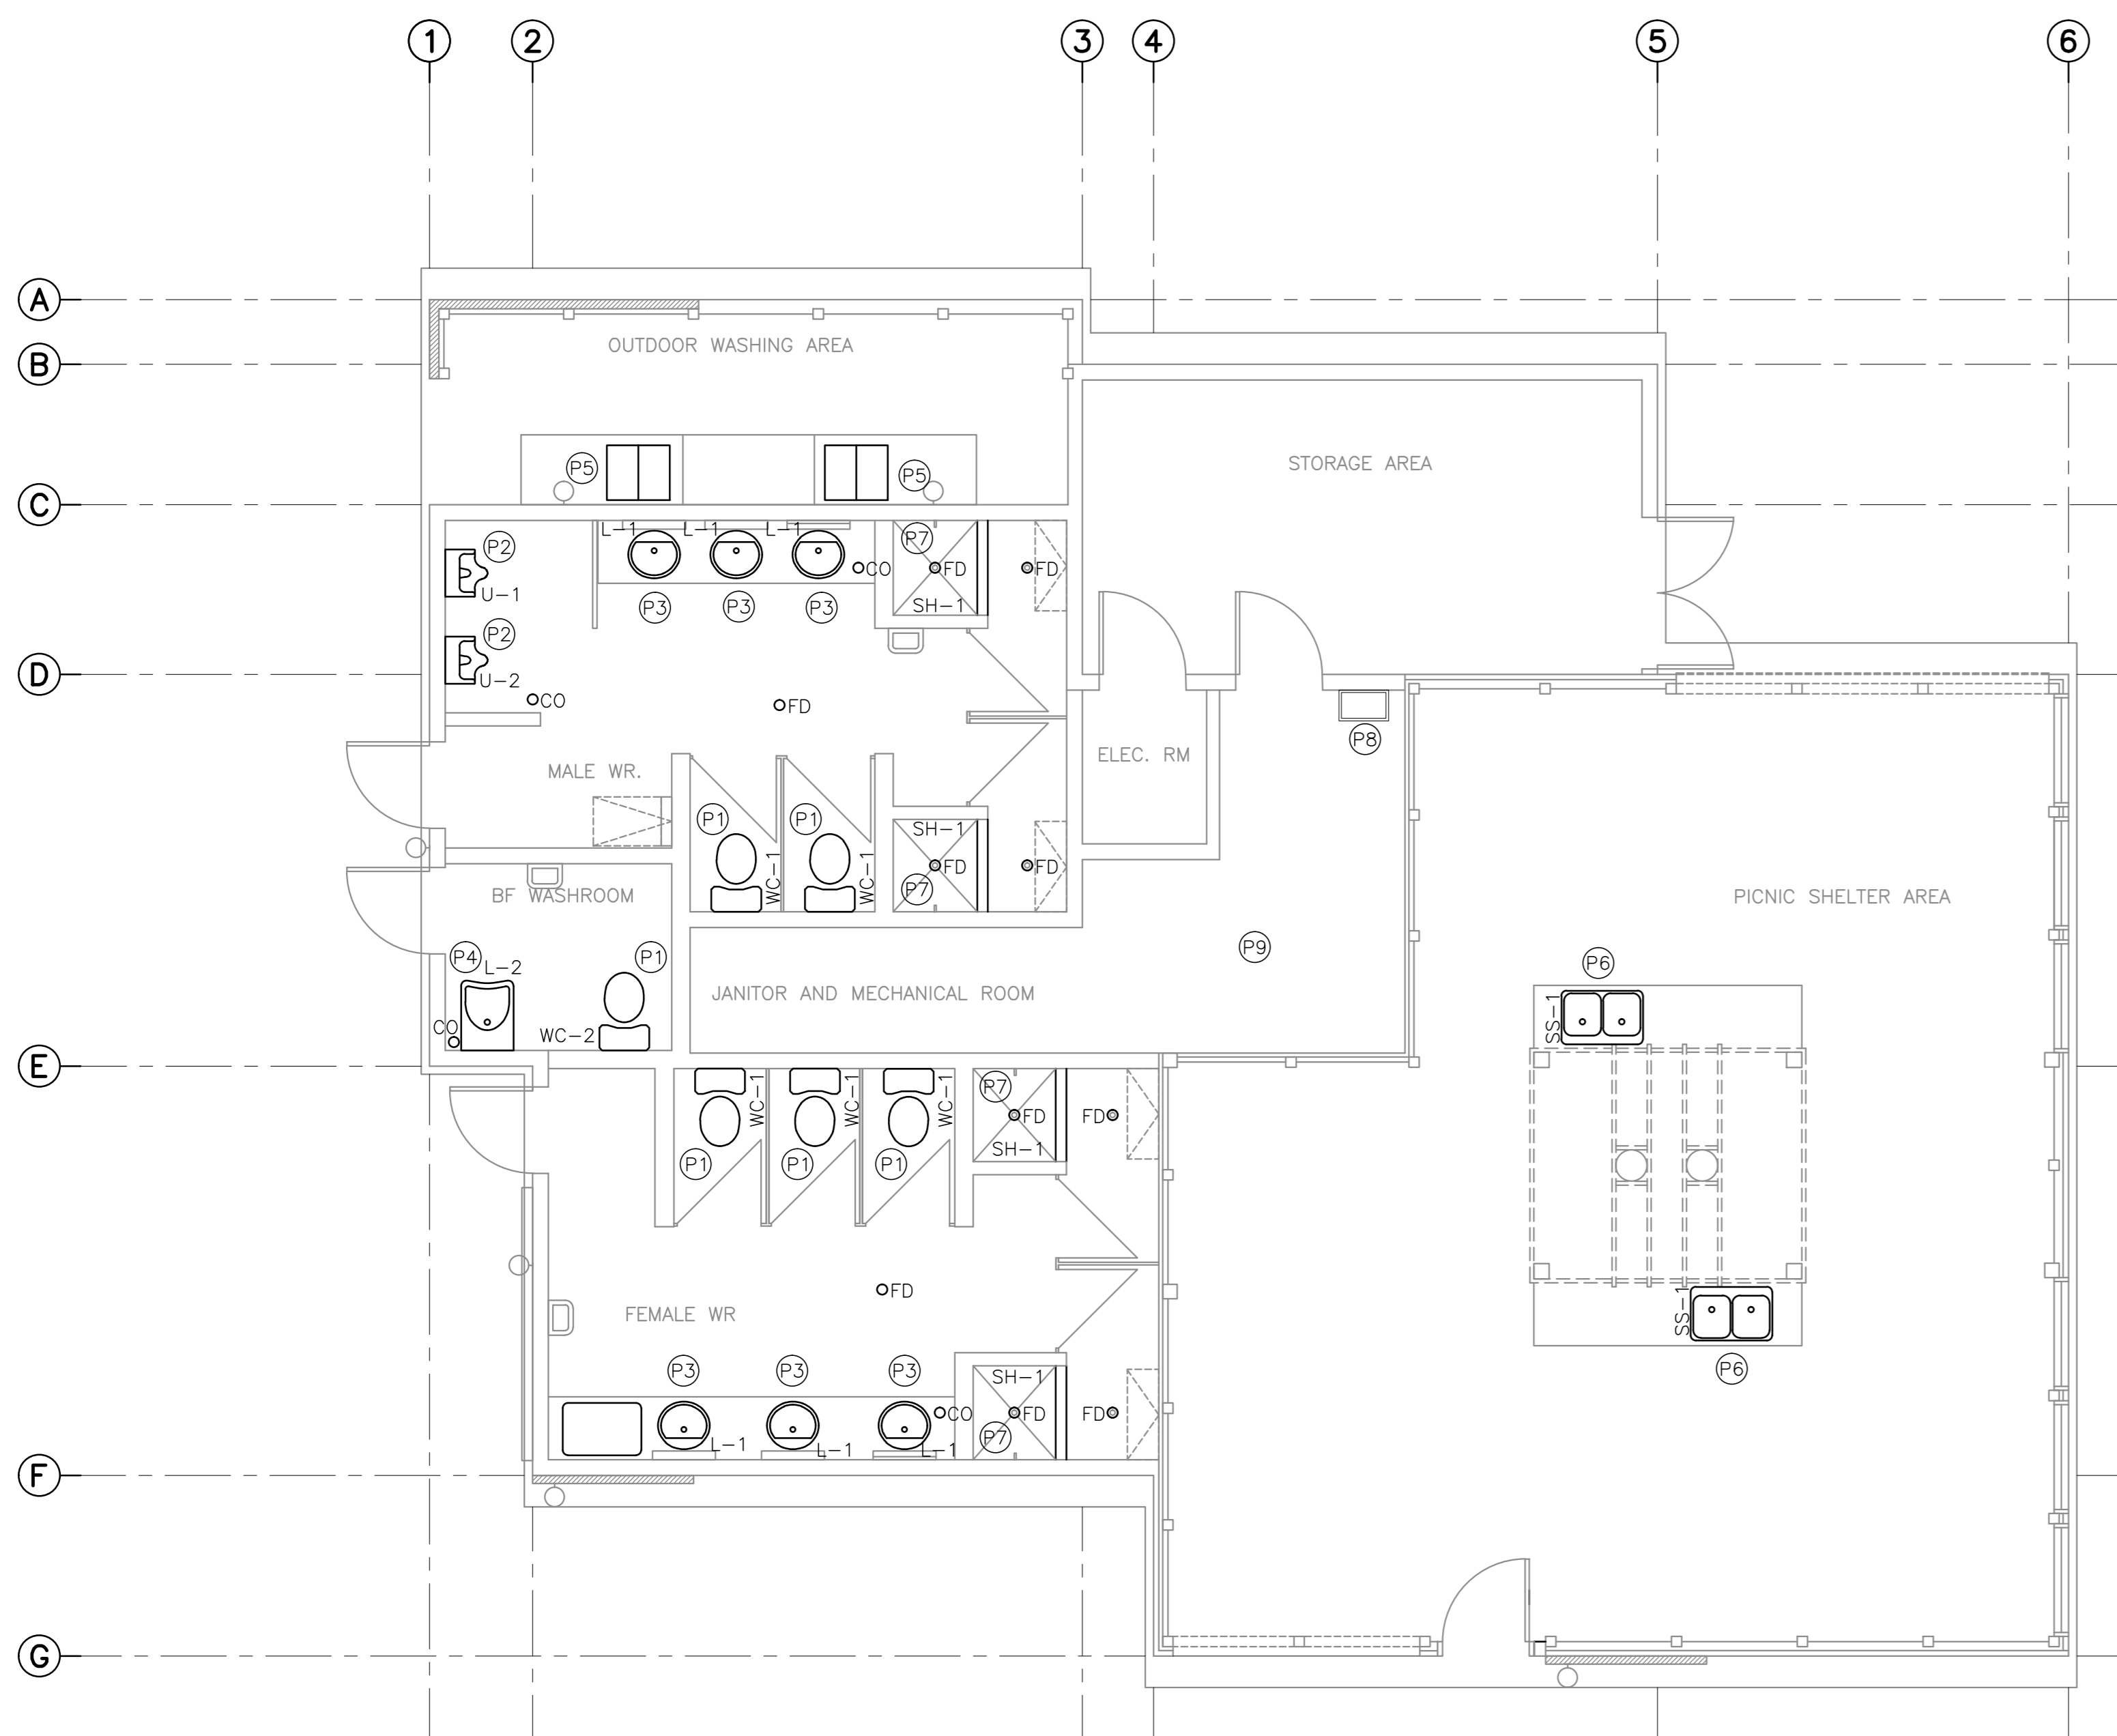 1 2 3 4 5 6
A
OUTDOOR WASHING AREA
B
STORAGE AREA
P5 P5
C
L-1 L-1 L-1
P2 P7
CO FD FD
U-1 P3 P3 P3 SH-1
P2
D
U-2
CO FD
P8
ELEC. RM
MALE WR.
P1 P1 SH-1
WC-1 WC-1 FD FD
P7
BF WASHROOM
PICNIC SHELTER AREA
P9
P4 L-2 P1
P6
JANITOR AND MECHANICAL ROOM
SS-1
CO WC-2
E
P7
WC-1 WC-1 WC-1 FD FD
SH-1
P1 P1 P1
FD
FEMALE WR
SS-1
P3 P3 P3 SH-1
P6
CO FD FD
P7
L-1 L-1 L-1
F
G